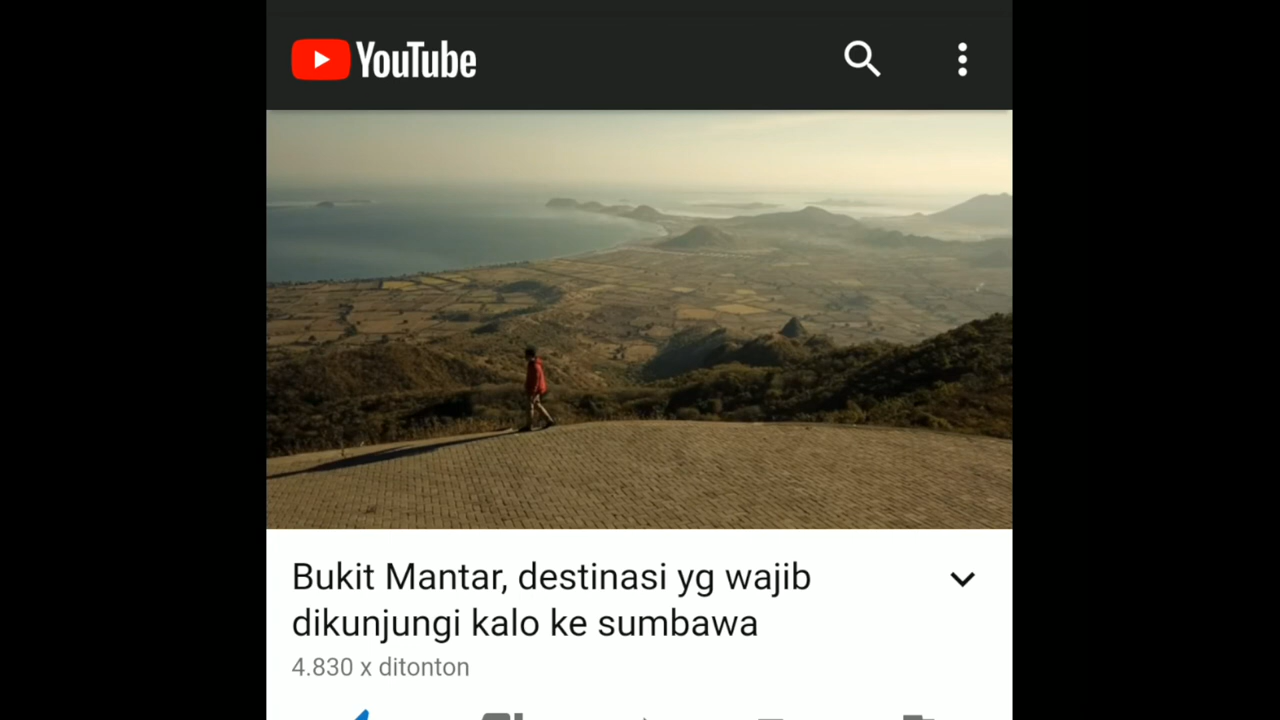 YouTube
Bukit Mantar, destinasi yg wajib
dikunjungi kalo ke sumbawa
4.830 x ditonton